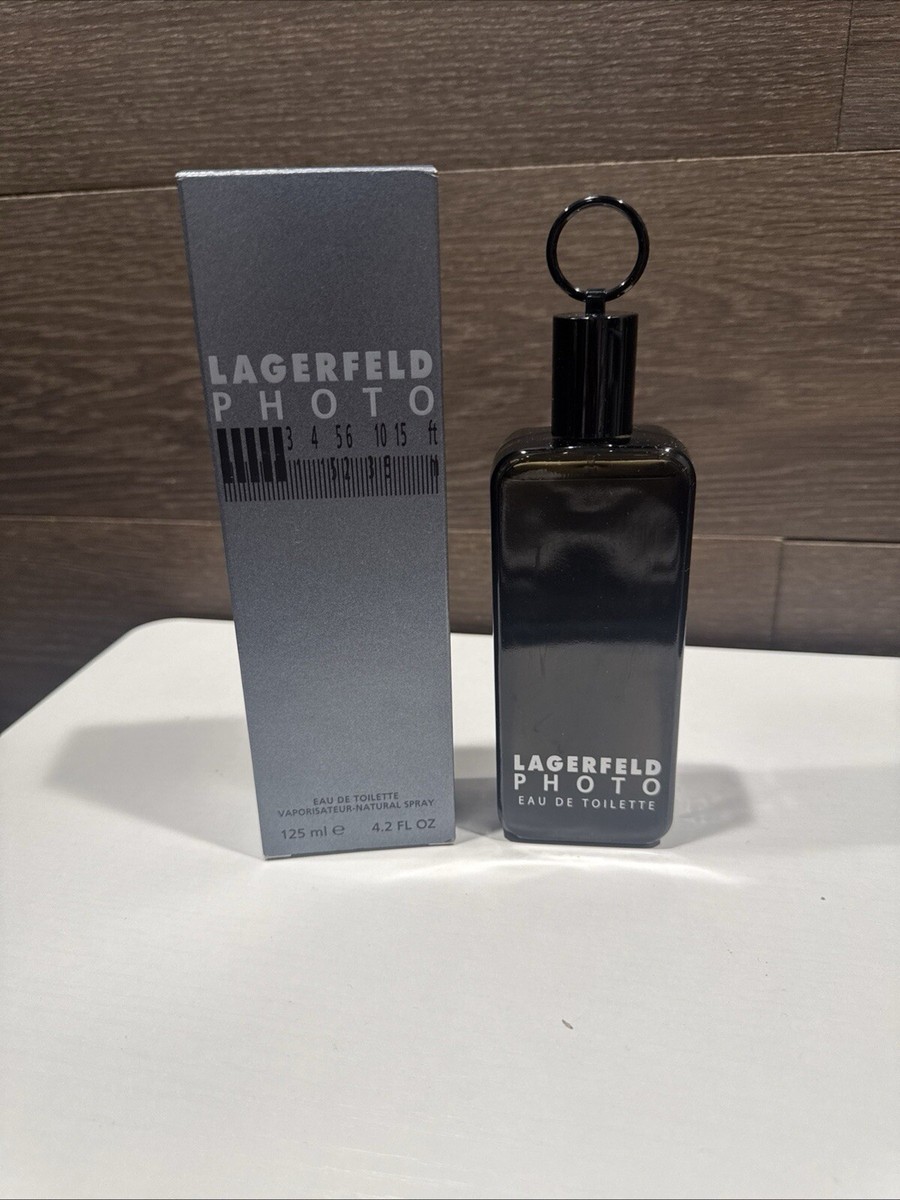 LAGERFELD
PHOTO
3 4 56 10 15 ft
EAU DE TOILETTE
VAPORISATEUR-NATURAL SPRAY
125 ml e 4.2 FL OZ
LAGERFELD
PHOTO
EAU DE TOILETTE